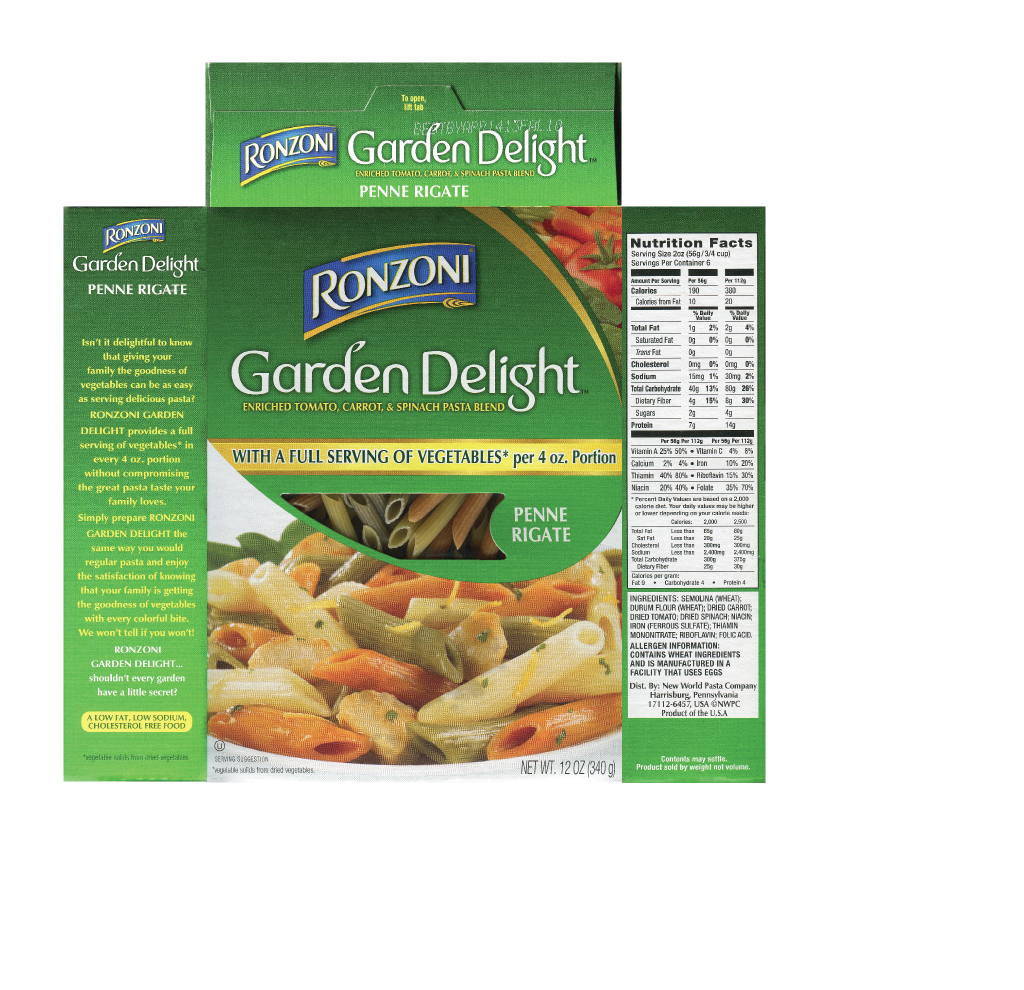 To open,
lift tab
RONZONI
Garden Delight™
ENRICHED TOMATO, CARROT, & SPINACH PASTA BLEND
PENNE RIGATE
RONZONI
Garden Delight
PENNE RIGATE
Isn't it delightful to know
that giving your
family the goodness of
vegetables can be as easy
as serving delicious pasta?
RONZONI GARDEN
DELIGHT provides a full
serving of vegetables* in
every 4 oz. portion
without compromising
the great pasta taste your
family loves.
Simply prepare RONZONI
GARDEN DELIGHT the
same way you would
regular pasta and enjoy
the satisfaction of knowing
that your family is getting
the goodness of vegetables
with every colorful bite.
We won't tell if you won't!
RONZONI
GARDEN DELIGHT...
shouldn't every garden
have a little secret?
A LOW FAT, LOW SODIUM,
CHOLESTEROL FREE FOOD
*vegetable solids from dried vegetables
RONZONI
Garden Delight™
ENRICHED TOMATO, CARROT, & SPINACH PASTA BLEND
WITH A FULL SERVING OF VEGETABLES* per 4 oz. Portion
PENNE
RIGATE
U
SERVING SUGGESTION
*vegetable solids from dried vegetables.
NET WT. 12 OZ (340 g)
Nutrition Facts
Serving Size 2oz (56g/3/4 cup)
Servings Per Container 6
Amount Per Serving Per 56g Per 112g
Calories 190 380
Calories from Fat 10 20
% Daily Value % Daily Value
Total Fat 1g 2% 2g 4%
Saturated Fat 0g 0% 0g 0%
Trans Fat 0g 0g
Cholesterol 0mg 0% 0mg 0%
Sodium 15mg 1% 30mg 2%
Total Carbohydrate 40g 13% 80g 26%
Dietary Fiber 4g 15% 8g 30%
Sugars 2g 4g
Protein 7g 14g
Per 56g Per 112g Per 56g Per 112g
Vitamin A 25% 50% • Vitamin C 4% 8%
Calcium 2% 4% • Iron 10% 20%
Thiamin 40% 80% • Riboflavin 15% 30%
Niacin 20% 40% • Folate 35% 70%
* Percent Daily Values are based on a 2,000
calorie diet. Your daily values may be higher
or lower depending on your calorie needs:
Calories: 2,000 2,500
Total Fat Less than 65g 80g
Sat Fat Less than 20g 25g
Cholesterol Less than 300mg 300mg
Sodium Less than 2,400mg 2,400mg
Total Carbohydrate 300g 375g
Dietary Fiber 25g 30g
Calories per gram:
Fat 9 • Carbohydrate 4 • Protein 4
INGREDIENTS: SEMOLINA (WHEAT);
DURUM FLOUR (WHEAT); DRIED CARROT;
DRIED TOMATO; DRIED SPINACH; NIACIN;
IRON (FERROUS SULFATE); THIAMIN
MONONITRATE; RIBOFLAVIN; FOLIC ACID.
ALLERGEN INFORMATION:
CONTAINS WHEAT INGREDIENTS
AND IS MANUFACTURED IN A
FACILITY THAT USES EGGS
Dist. By: New World Pasta Company
Harrisburg, Pennsylvania
17112-6457, USA ©NWPC
Product of the U.S.A
Contents may settle.
Product sold by weight not volume.